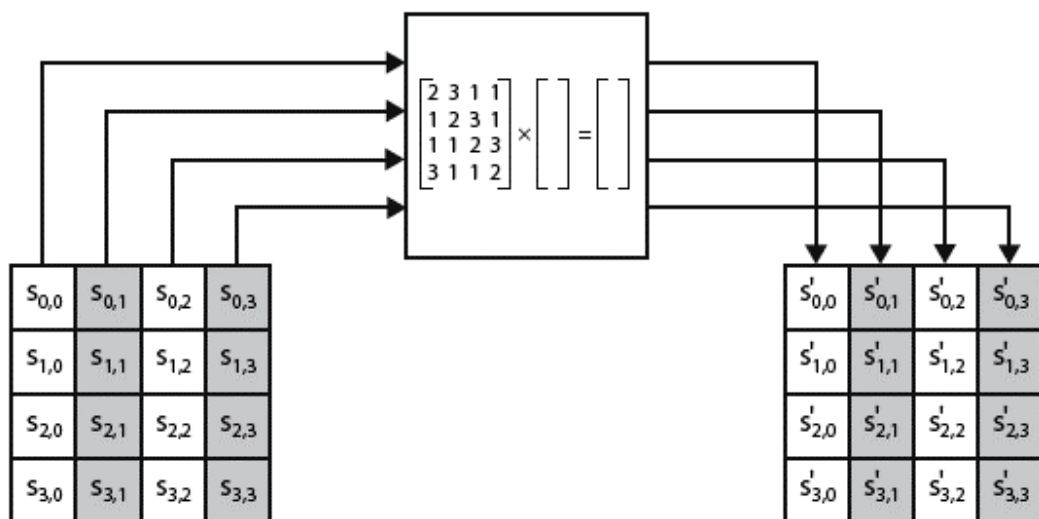 2 3 1 1
1 2 3 1
1 1 2 3
3 1 1 2
× =
S0,0 S0,1 S0,2 S0,3
S1,0 S1,1 S1,2 S1,3
S2,0 S2,1 S2,2 S2,3
S3,0 S3,1 S3,2 S3,3
S'0,0 S'0,1 S'0,2 S'0,3
S'1,0 S'1,1 S'1,2 S'1,3
S'2,0 S'2,1 S'2,2 S'2,3
S'3,0 S'3,1 S'3,2 S'3,3